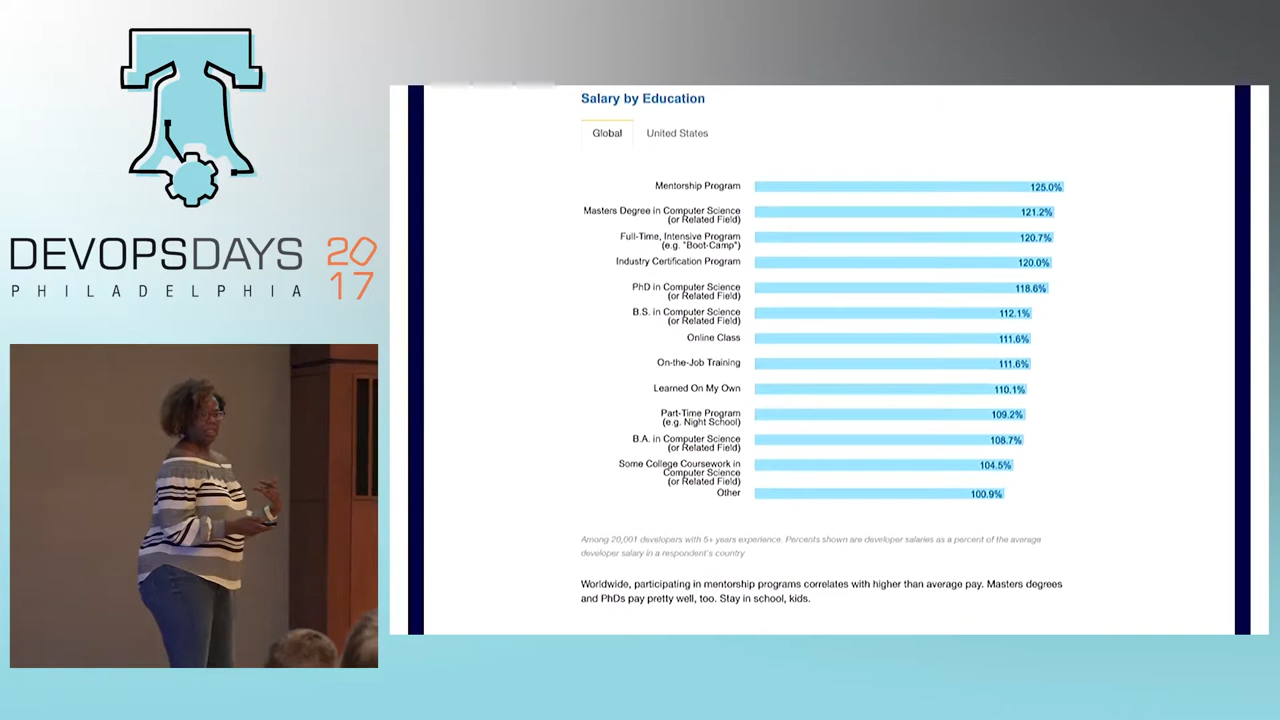 DEVOPSDAYS 2017
PHILADELPHIA
Salary by Education
Global United States
Mentorship Program 125.0%
Masters Degree in Computer Science
(or Related Field) 121.2%
Full-Time, Intensive Program
(e.g. "Boot-Camp") 120.7%
Industry Certification Program 120.0%
PhD in Computer Science
(or Related Field) 118.6%
B.S. in Computer Science
(or Related Field) 112.1%
Online Class 111.6%
On-the-Job Training 111.6%
Learned On My Own 110.1%
Part-Time Program
(e.g. Night School) 109.2%
B.A. in Computer Science
(or Related Field) 108.7%
Some College Coursework in
Computer Science
(or Related Field) 104.5%
Other 100.9%
Among 20,001 developers with 5+ years experience. Percents shown are developer salaries as a percent of the average
developer salary in a respondent's country
Worldwide, participating in mentorship programs correlates with higher than average pay. Masters degrees
and PhDs pay pretty well, too. Stay in school, kids.